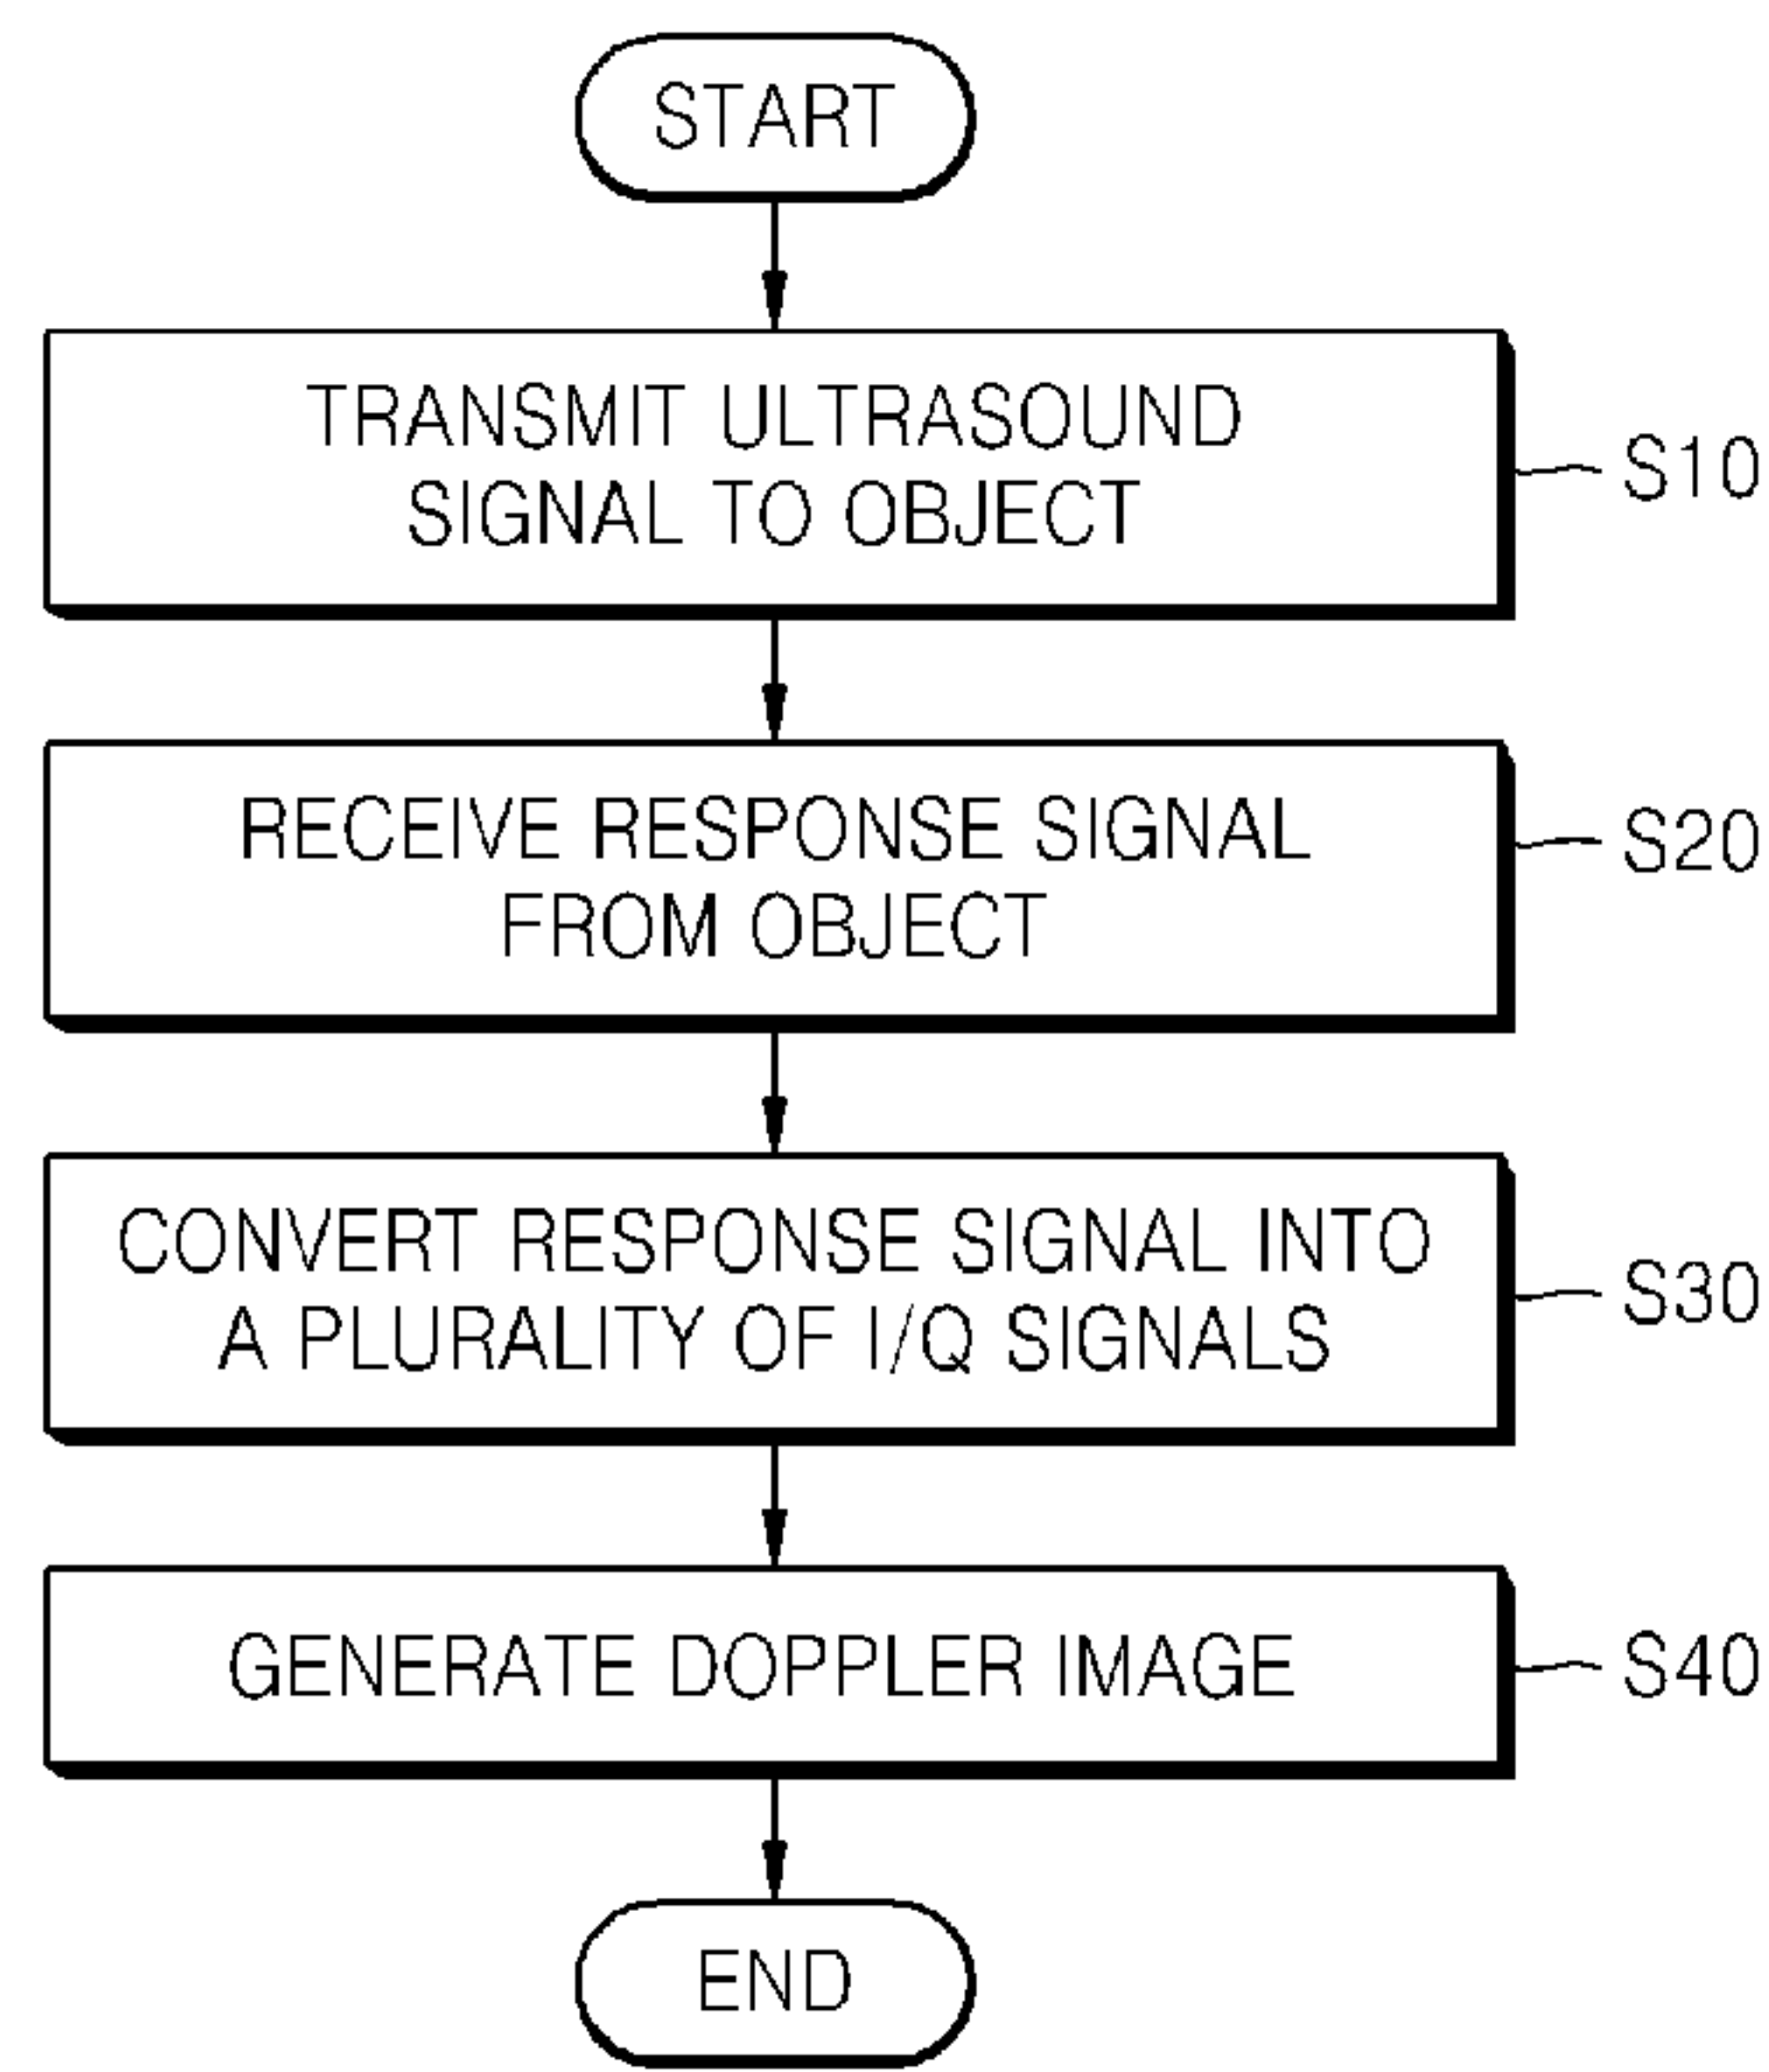 START
TRANSMIT ULTRASOUND
SIGNAL TO OBJECT
S10
RECEIVE RESPONSE SIGNAL
FROM OBJECT
S20
CONVERT RESPONSE SIGNAL INTO
A PLURALITY OF I/Q SIGNALS
S30
GENERATE DOPPLER IMAGE
S40
END